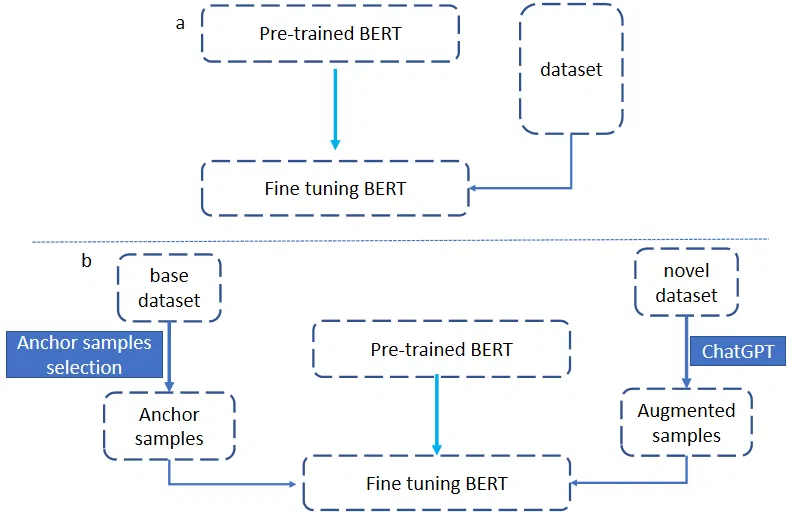 a
Pre-trained BERT
dataset
Fine tuning BERT
b
base
dataset
novel
dataset
Anchor samples
selection
Pre-trained BERT
ChatGPT
Anchor
samples
Augmented
samples
Fine tuning BERT